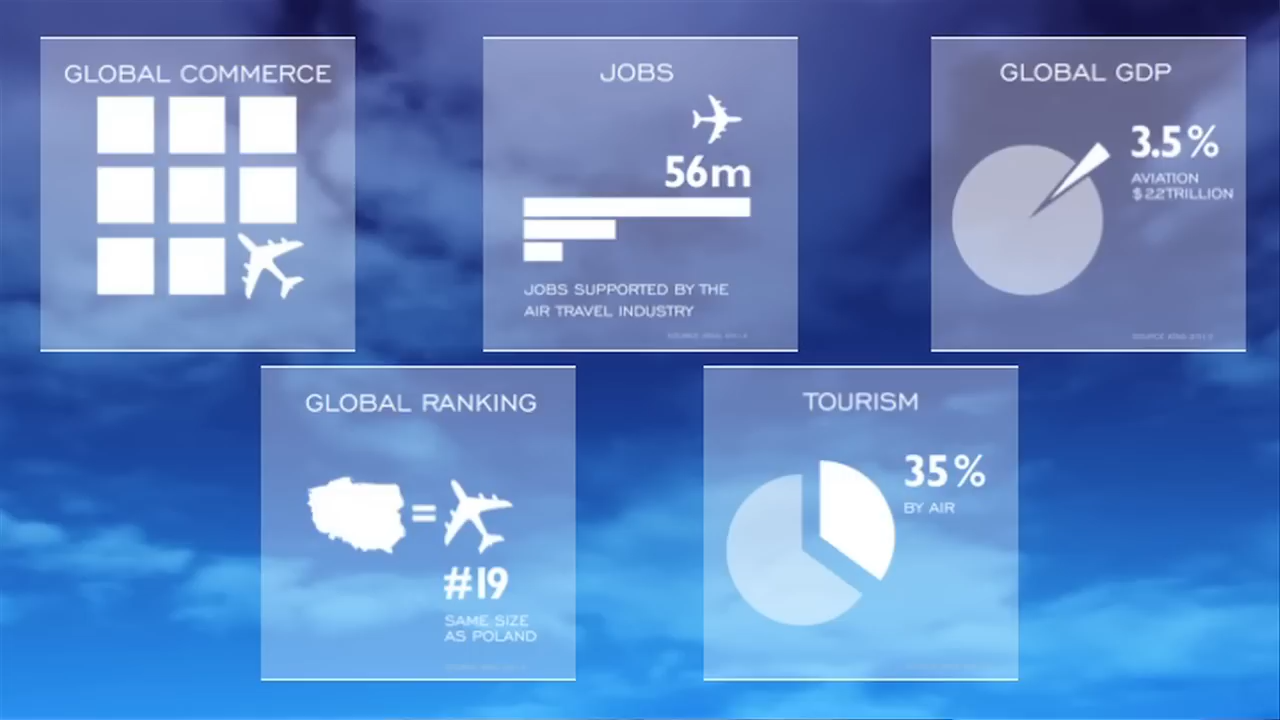 GLOBAL COMMERCE
JOBS
56m
JOBS SUPPORTED BY THE
AIR TRAVEL INDUSTRY
GLOBAL GDP
3.5%
AVIATION
$2.2TRILLION
GLOBAL RANKING
=
#19
SAME SIZE
AS POLAND
TOURISM
35%
BY AIR